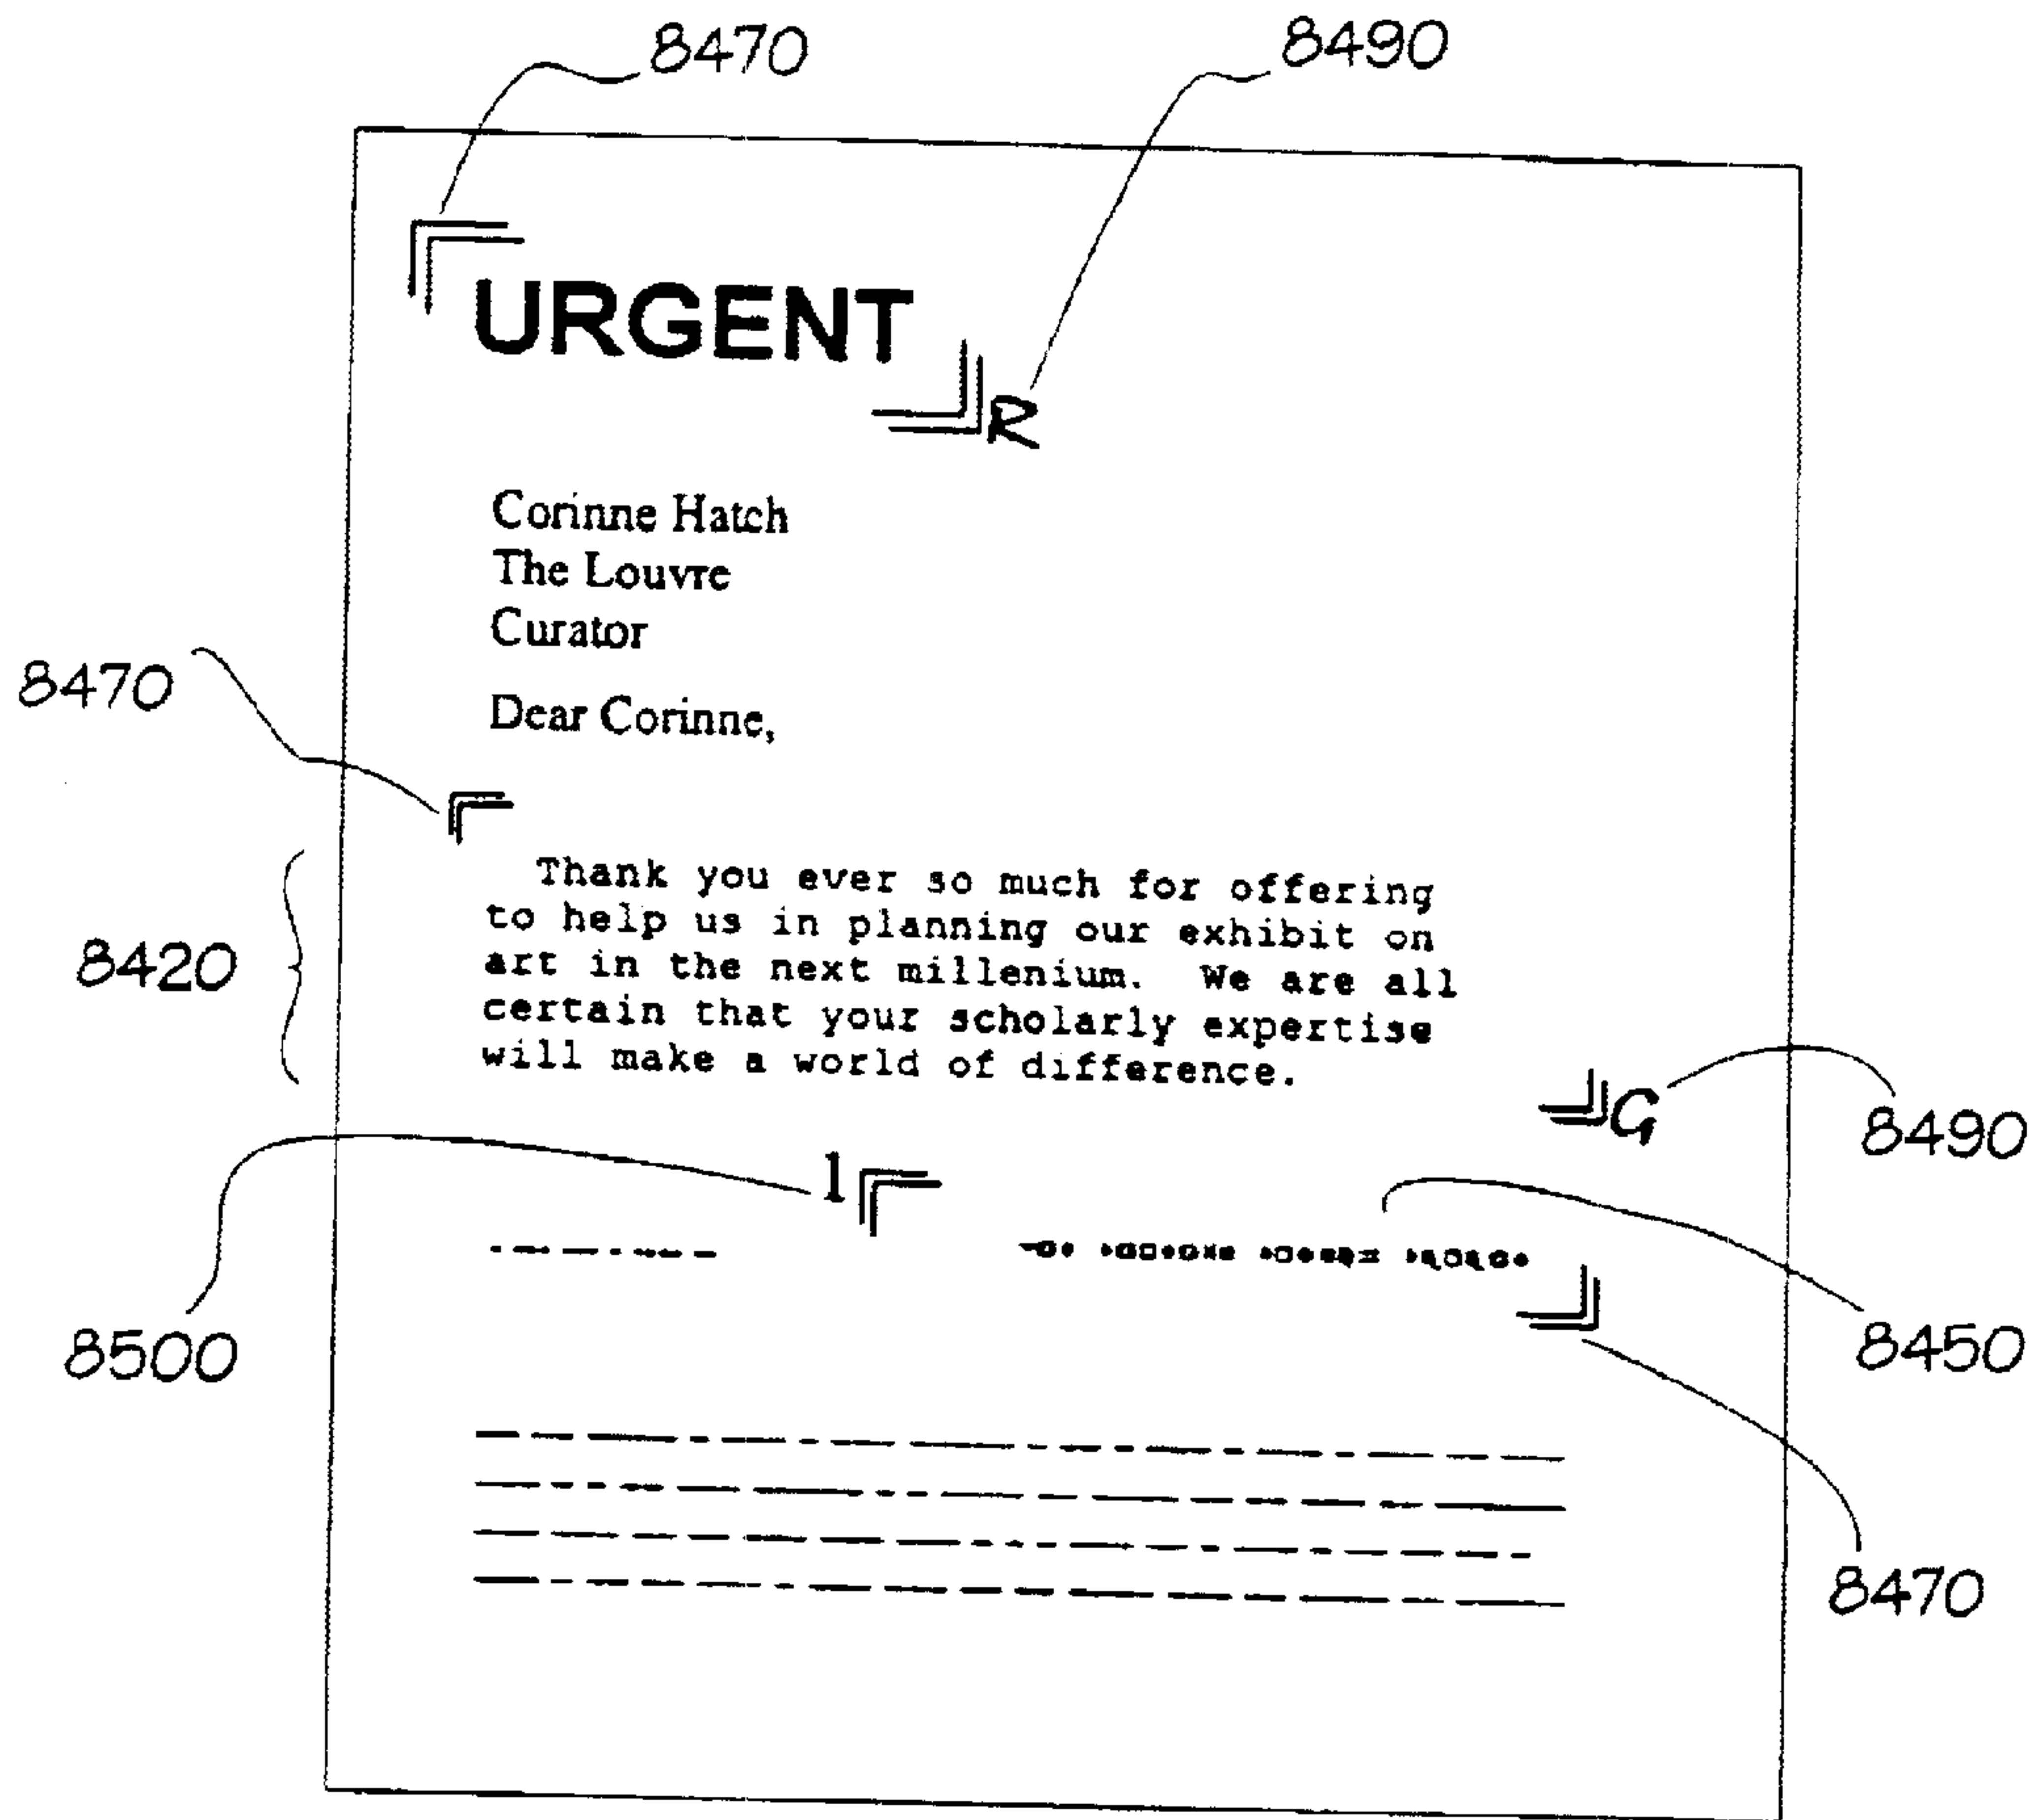 8470
8490
URGENT
R
Corinne Hatch
The Louvre
Curator
8470
Dear Corinne,
Thank you ever so much for offering
to help us in planning our exhibit on
art in the next millenium. We are all
certain that your scholarly expertise
will make a world of difference.
8420
G
8490
1
8500
8450
8470